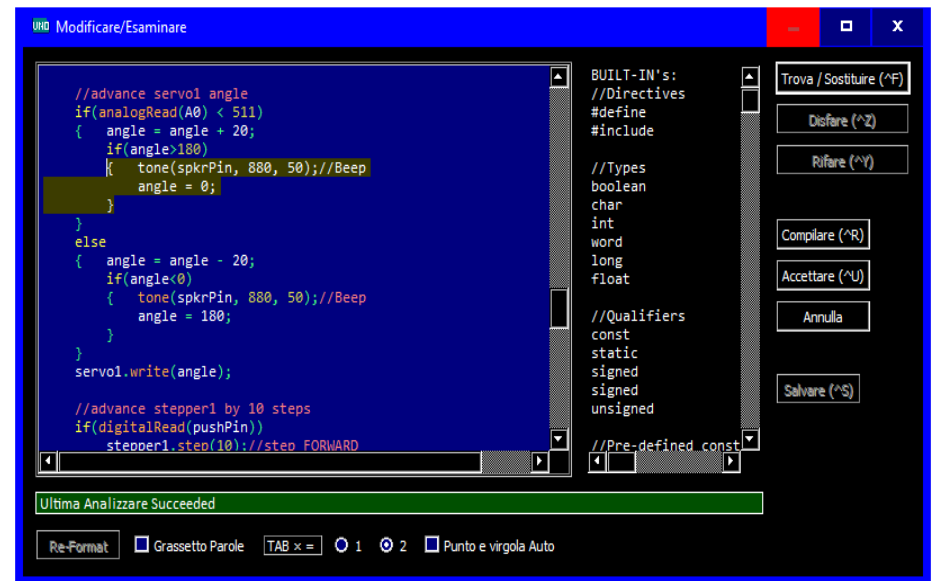 UNO Modificare/Esaminare
//advance servo1 angle
if(analogRead(A0) < 511)
{   angle = angle + 20;
    if(angle>180)
    {   tone(spkrPin, 880, 50);//Beep
        angle = 0;
    }
}
else
{   angle = angle - 20;
    if(angle<0)
    {   tone(spkrPin, 880, 50);//Beep
        angle = 180;
    }
}
servo1.write(angle);
//advance stepper1 by 10 steps
if(digitalRead(pushPin))
    stepper1.step(10);//step FORWARD
BUILT-IN's:
//Directives
#define
#include
//Types
boolean
char
int
word
long
float
//Qualifiers
const
static
signed
signed
unsigned
//Pre-defined const
Trova / Sostituire (^F)
Disfare (^Z)
Rifare (^Y)
Compilare (^R)
Accettare (^U)
Annulla
Salvare (^S)
Ultima Analizzare Succeeded
Re-Format Grassetto Parole TAB × = 1 2 Punto e virgola Auto